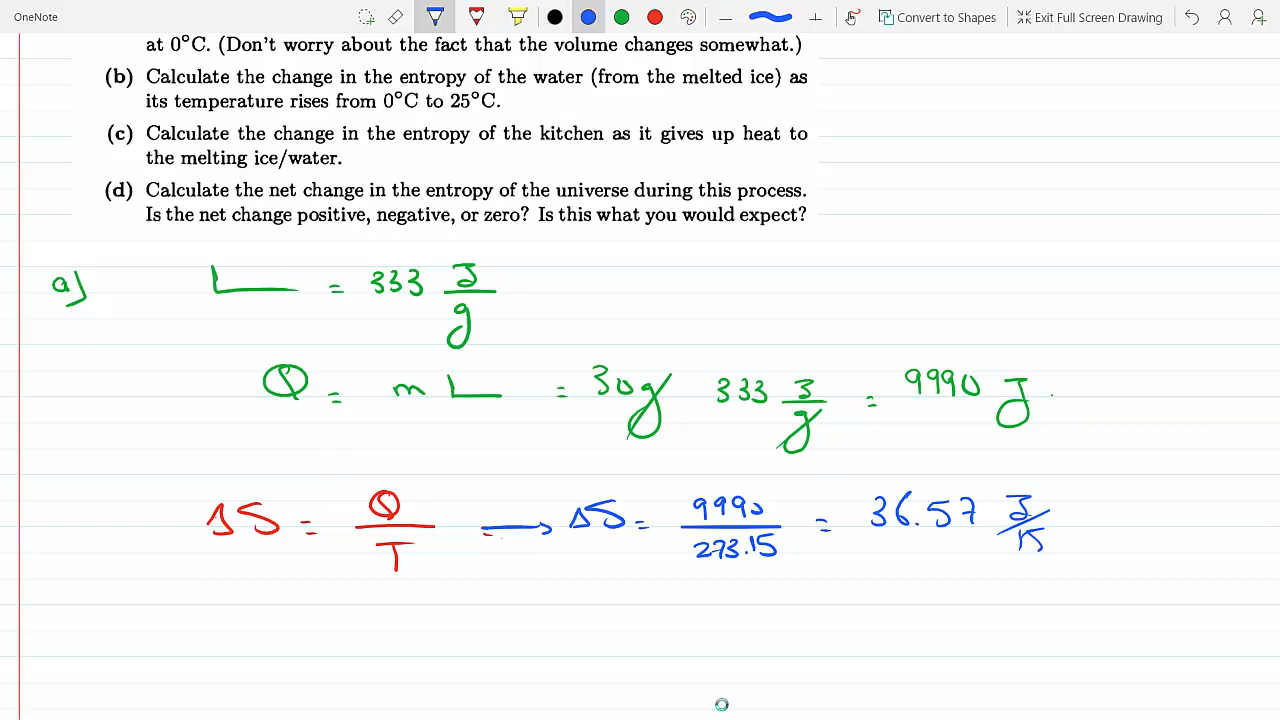 OneNote
Convert to Shapes
Exit Full Screen Drawing
at 0°C. (Don't worry about the fact that the volume changes somewhat.)
(b) Calculate the change in the entropy of the water (from the melted ice) as
its temperature rises from 0°C to 25°C.
(c) Calculate the change in the entropy of the kitchen as it gives up heat to
the melting ice/water.
(d) Calculate the net change in the entropy of the universe during this process.
Is the net change positive, negative, or zero? Is this what you would expect?
a) L = 333 J/g
Q = m L = 30g 333 J/g = 9990 J.
ΔS = Q/T → ΔS = 9990/273.15 = 36.57 J/K